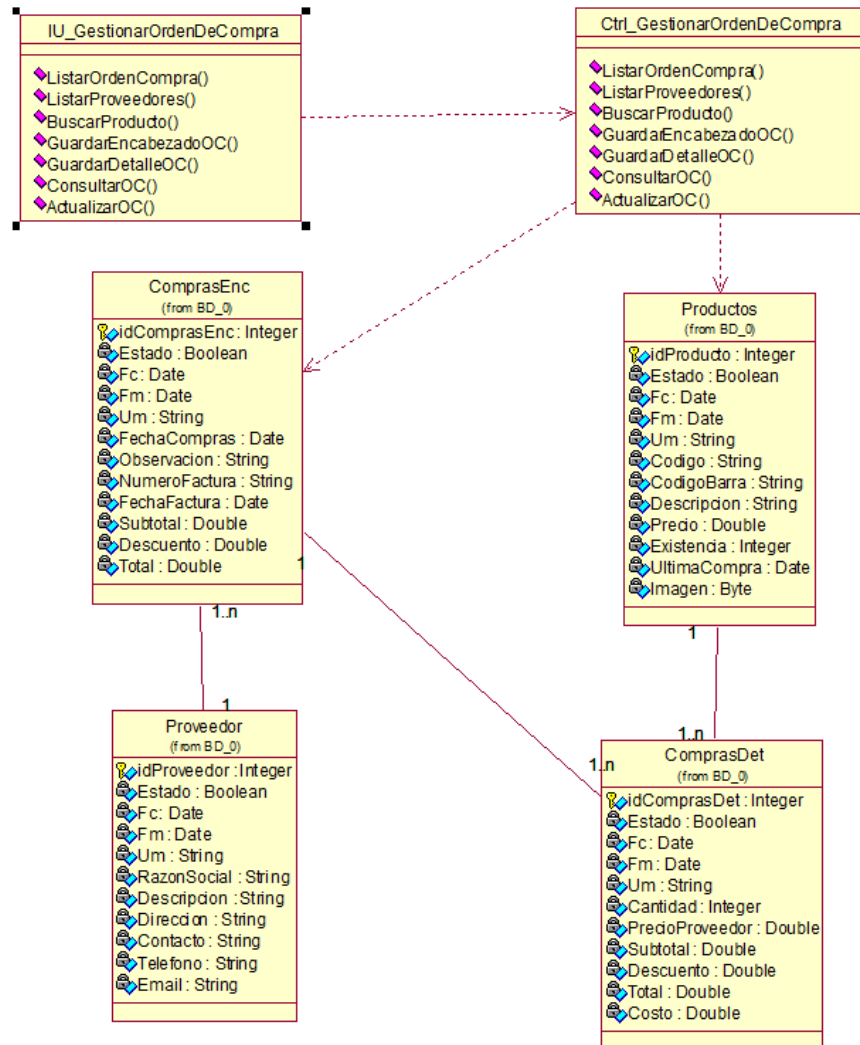 IU_GestionarOrdenDeCompra
ListarOrdenCompra()
ListarProveedores()
BuscarProducto()
GuardarEncabezadoOC()
GuardarDetalleOC()
ConsultarOC()
ActualizarOC()
Ctrl_GestionarOrdenDeCompra
ListarOrdenCompra()
ListarProveedores()
BuscarProducto()
GuardarEncabezadoOC()
GuardarDetalleOC()
ConsultarOC()
ActualizarOC()
ComprasEnc
(from BD_0)
idComprasEnc : Integer
Estado : Boolean
Fc : Date
Fm : Date
Um : String
FechaCompras : Date
Observacion : String
NumeroFactura : String
FechaFactura : Date
Subtotal : Double
Descuento : Double
Total : Double
1
1..n
Productos
(from BD_0)
idProducto : Integer
Estado : Boolean
Fc : Date
Fm : Date
Um : String
Codigo : String
CodigoBarra : String
Descripcion : String
Precio : Double
Existencia : Integer
UltimaCompra : Date
Imagen : Byte
1
1
Proveedor
(from BD_0)
idProveedor : Integer
Estado : Boolean
Fc : Date
Fm : Date
Um : String
RazonSocial : String
Descripcion : String
Direccion : String
Contacto : String
Telefono : String
Email : String
1..n
1..n
ComprasDet
(from BD_0)
idComprasDet : Integer
Estado : Boolean
Fc : Date
Fm : Date
Um : String
Cantidad : Integer
PrecioProveedor : Double
Subtotal : Double
Descuento : Double
Total : Double
Costo : Double